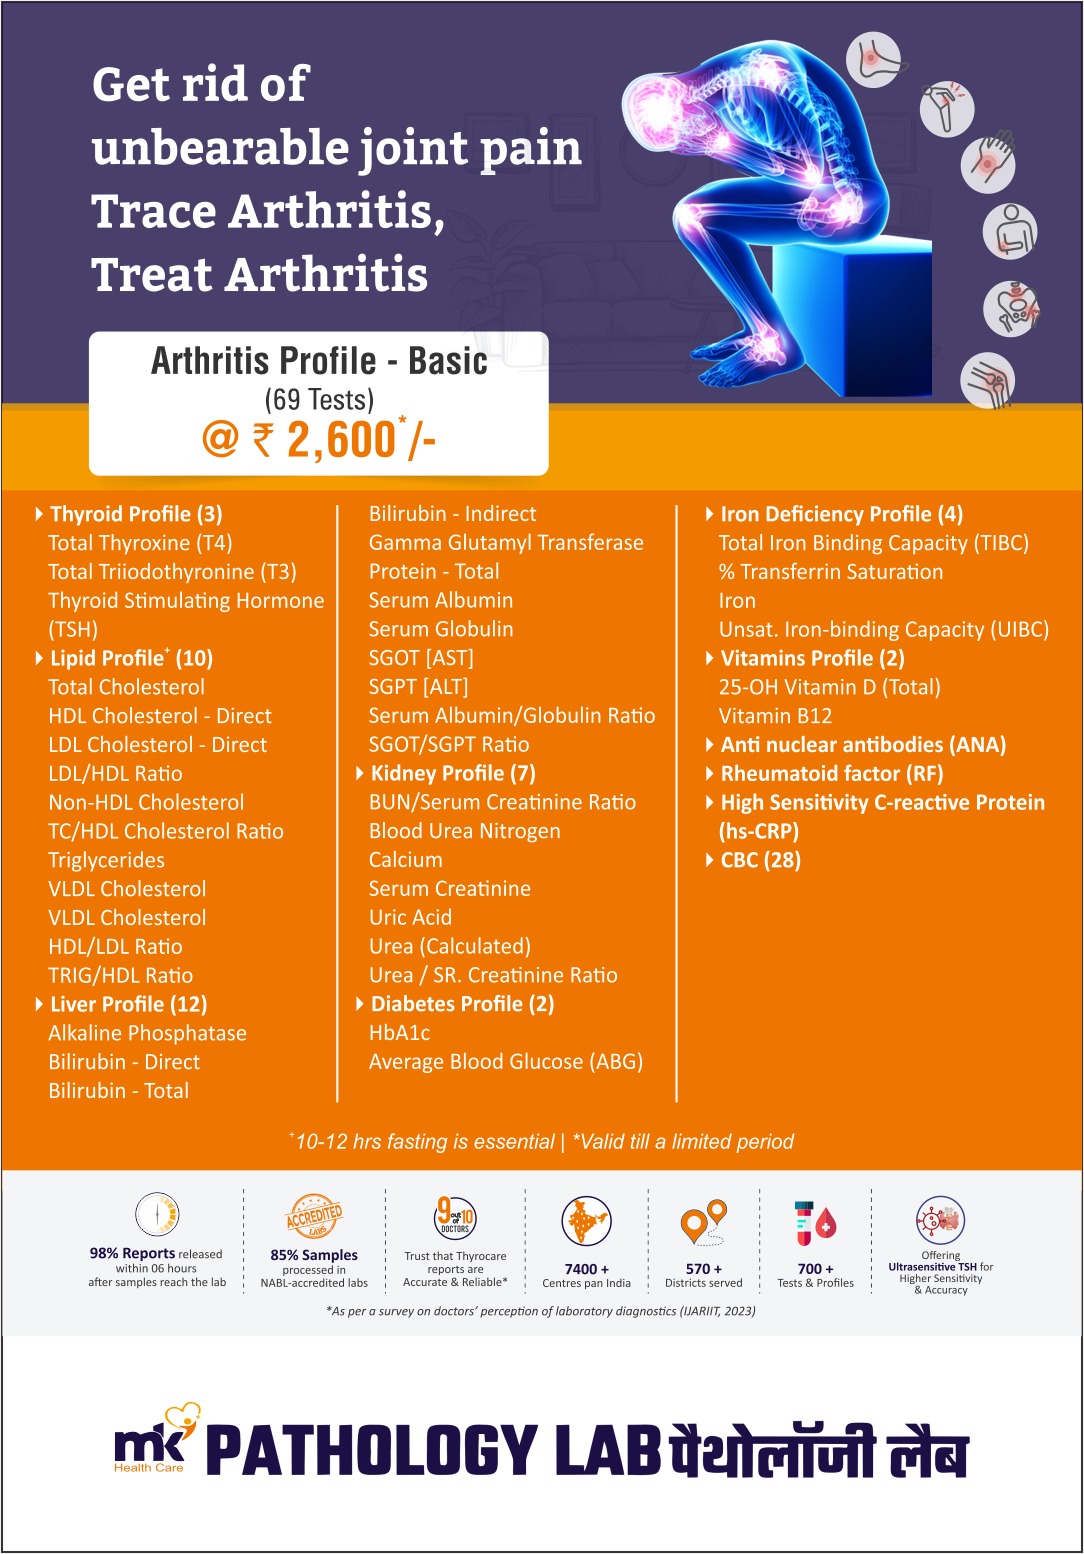 Get rid of
unbearable joint pain
Trace Arthritis,
Treat Arthritis
Arthritis Profile - Basic
(69 Tests)
@ ₹ 2,600*/-
Thyroid Profile (3)
Total Thyroxine (T4)
Total Triiodothyronine (T3)
Thyroid Stimulating Hormone
(TSH)
Lipid Profile+ (10)
Total Cholesterol
HDL Cholesterol - Direct
LDL Cholesterol - Direct
LDL/HDL Ratio
Non-HDL Cholesterol
TC/HDL Cholesterol Ratio
Triglycerides
VLDL Cholesterol
VLDL Cholesterol
HDL/LDL Ratio
TRIG/HDL Ratio
Liver Profile (12)
Alkaline Phosphatase
Bilirubin - Direct
Bilirubin - Total
Bilirubin - Indirect
Gamma Glutamyl Transferase
Protein - Total
Serum Albumin
Serum Globulin
SGOT [AST]
SGPT [ALT]
Serum Albumin/Globulin Ratio
SGOT/SGPT Ratio
Kidney Profile (7)
BUN/Serum Creatinine Ratio
Blood Urea Nitrogen
Calcium
Serum Creatinine
Uric Acid
Urea (Calculated)
Urea / SR. Creatinine Ratio
Diabetes Profile (2)
HbA1c
Average Blood Glucose (ABG)
Iron Deficiency Profile (4)
Total Iron Binding Capacity (TIBC)
% Transferrin Saturation
Iron
Unsat. Iron-binding Capacity (UIBC)
Vitamins Profile (2)
25-OH Vitamin D (Total)
Vitamin B12
Anti nuclear antibodies (ANA)
Rheumatoid factor (RF)
High Sensitivity C-reactive Protein
(hs-CRP)
CBC (28)
+10-12 hrs fasting is essential | *Valid till a limited period
98% Reports released
within 06 hours
after samples reach the lab
ACCREDITED
LABS
85% Samples
processed in
NABL-accredited labs
9 out of 10
DOCTORS
Trust that Thyrocare
reports are
Accurate & Reliable*
7400 +
Centres pan India
570 +
Districts served
700 +
Tests & Profiles
Offering
Ultrasensitive TSH for
Higher Sensitivity
& Accuracy
*As per a survey on doctors' perception of laboratory diagnostics (IJARIIT, 2023)
mk
Health Care
PATHOLOGY LAB पैथोलॉजी लैब